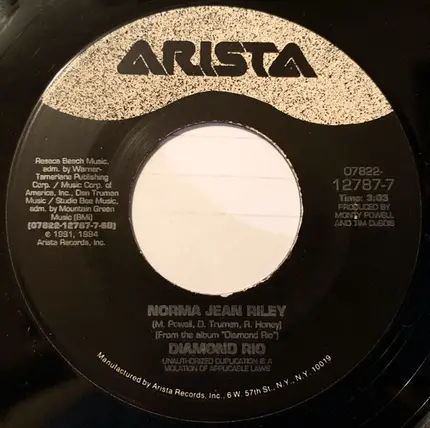 ARISTA
Resaca Beach Music,
adm. by Warner-
Tamerlane Publishing
Corp. / Music Corp. of
America, Inc., Dan Truman
Music / Studio Bee Music,
adm. by Mountain Green
Music (BMI)
(07822-12787-7-SB)
© 1991, 1994
Arista Records, Inc.
07822-
12787-7
Time: 3:03
PRODUCED BY
MONTY POWELL
AND TIM DuBOIS
NORMA JEAN RILEY
(M. Powell, D. Truman, R. Honey)
(From the album "Diamond Rio")
DIAMOND RIO
UNAUTHORIZED DUPLICATION IS A
VIOLATION OF APPLICABLE LAWS
Manufactured by Arista Records, Inc., 6 W. 57th St., N.Y., N.Y. 10019